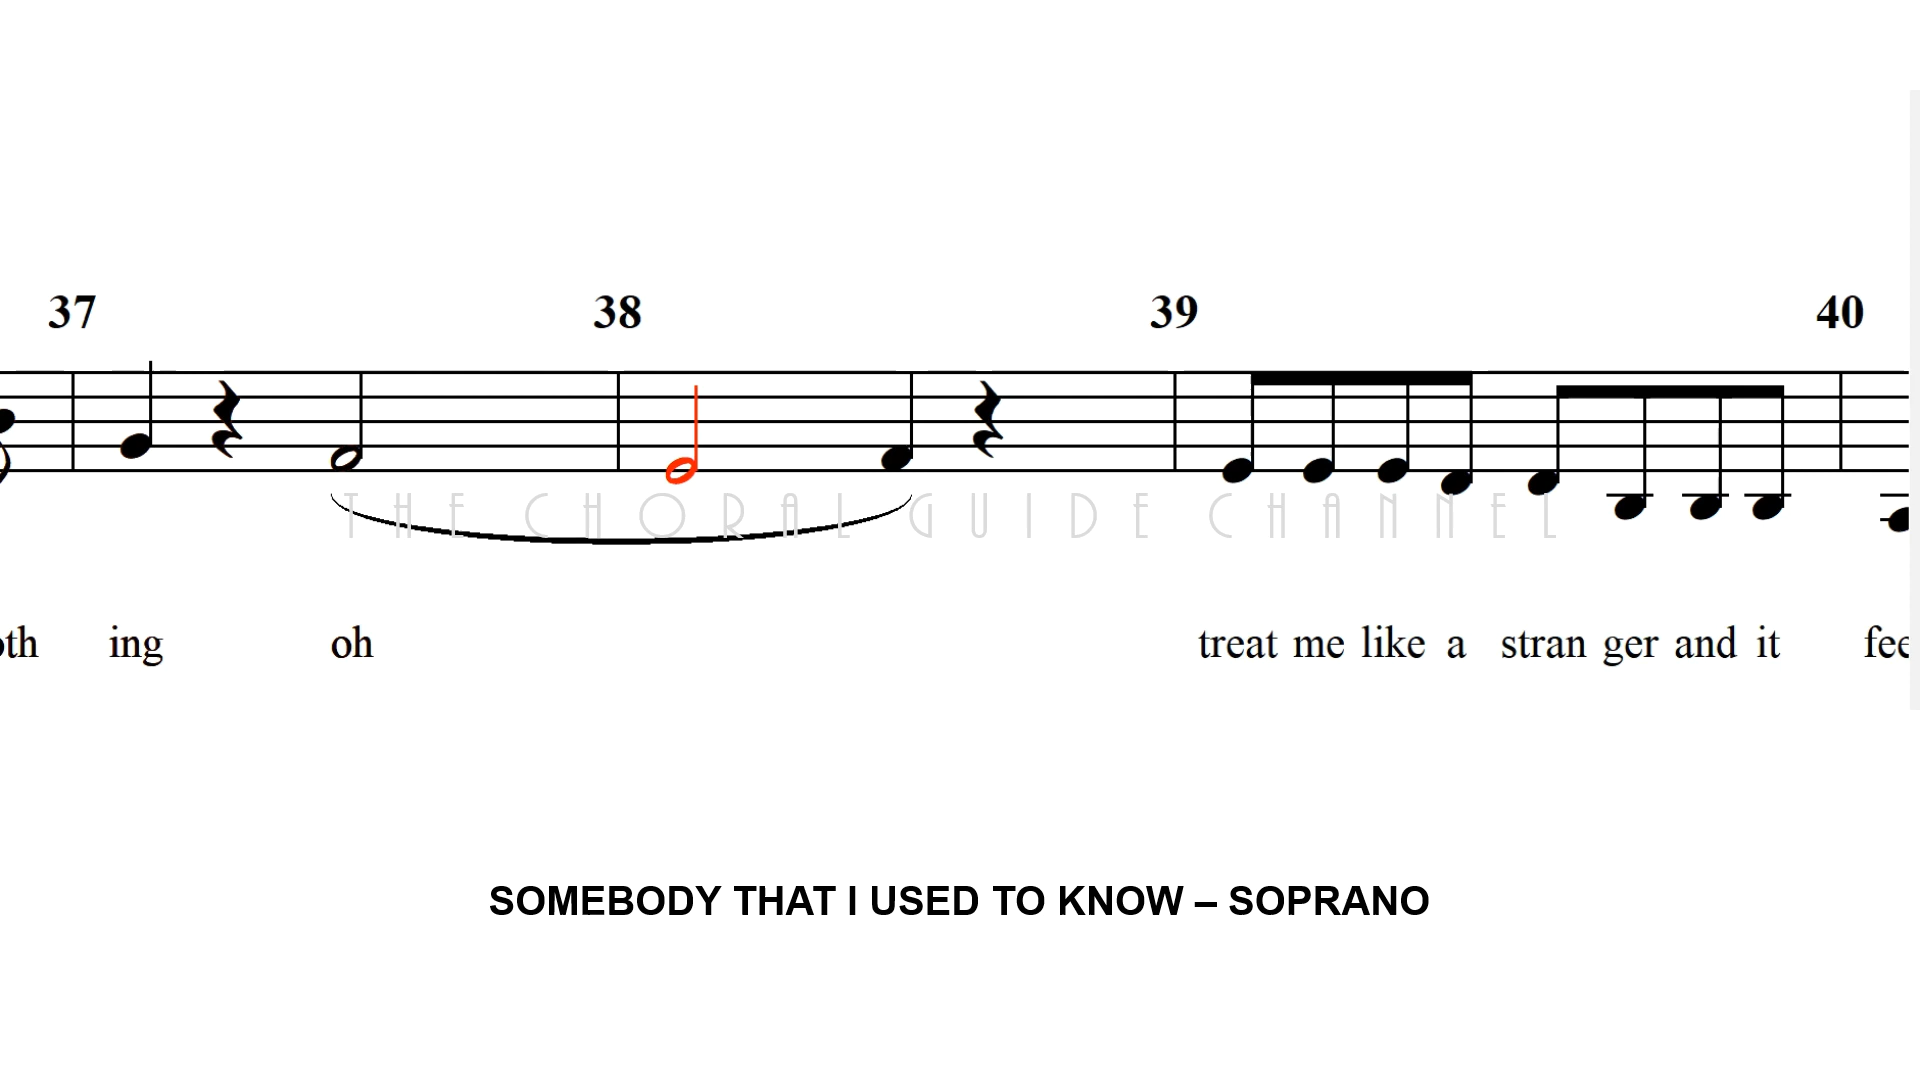 37 38 39 40
THE CHORAL GUIDE CHANNEL
ing oh treat me like a stran ger and it
SOMEBODY THAT I USED TO KNOW – SOPRANO